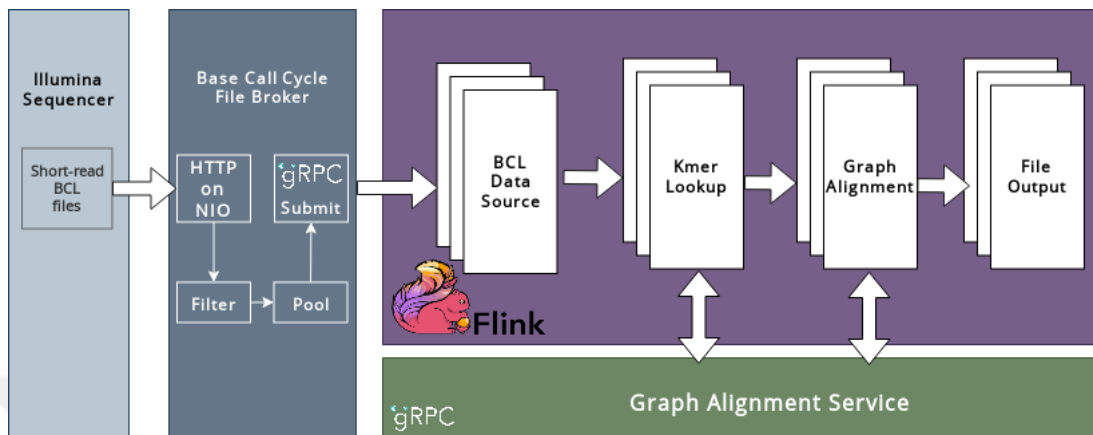 Illumina
Sequencer
Short-read
BCL
files
Base Call Cycle
File Broker
HTTP
on
NIO
gRPC
Submit
Filter
Pool
BCL
Data
Source
Kmer
Lookup
Graph
Alignment
File
Output
Flink
gRPC
Graph Alignment Service